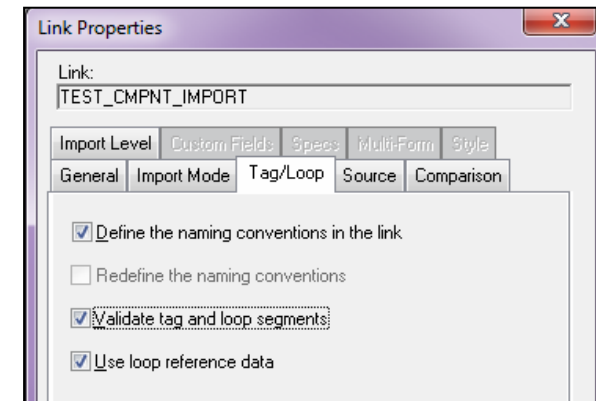 Link Properties
Link:
TEST_CMPNT_IMPORT
Import Level Custom Fields Specs Multi-Form Style
General Import Mode Tag/Loop Source Comparison
Define the naming conventions in the link
Redefine the naming conventions
Validate tag and loop segments
Use loop reference data